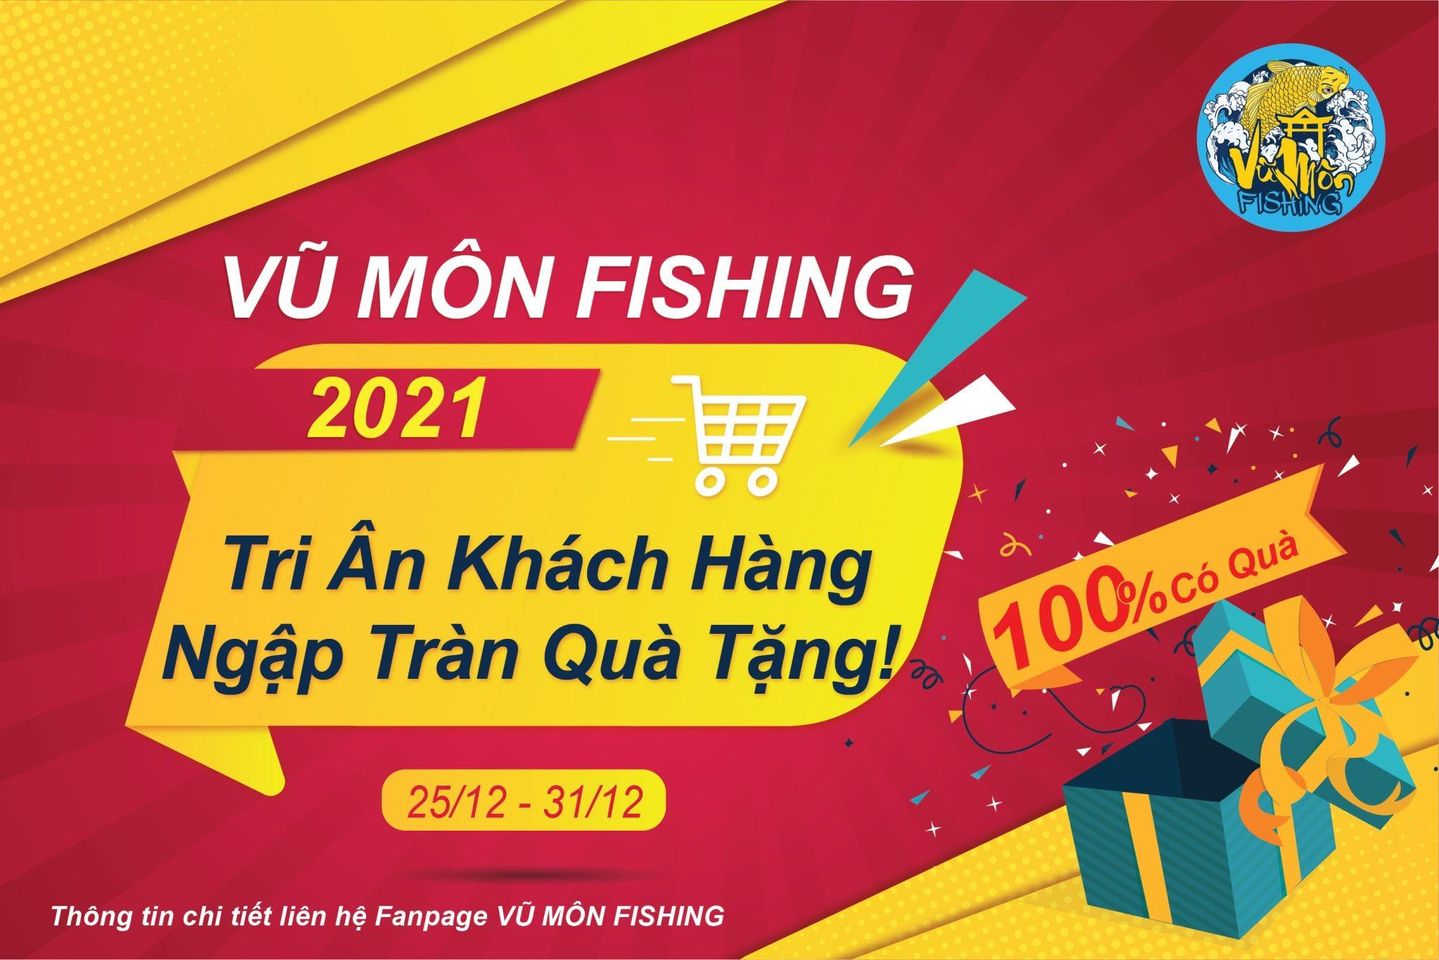 Vũ Môn
FISHING
VŨ MÔN FISHING
2021
Tri Ân Khách Hàng
Ngập Tràn Quà Tặng!
100% Có Quà
25/12 - 31/12
Thông tin chi tiết liên hệ Fanpage VŨ MÔN FISHING